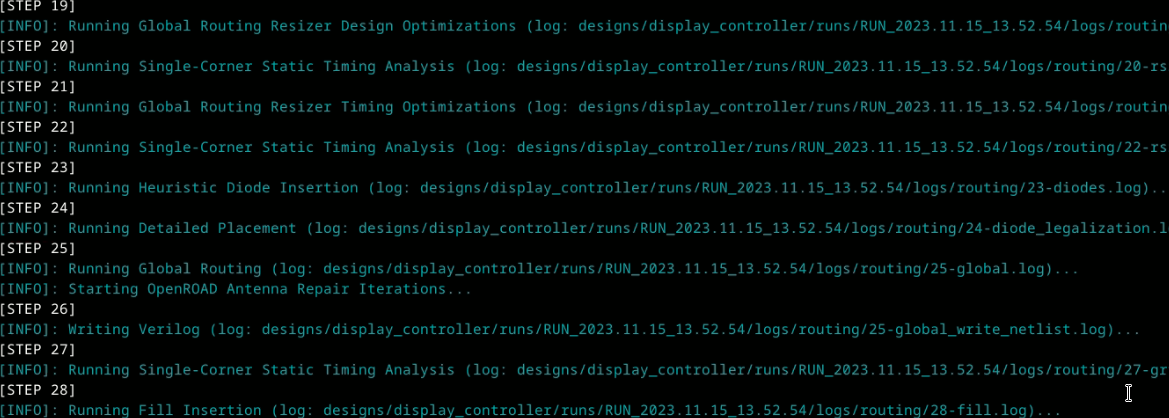 [STEP 19]
[INFO]: Running Global Routing Resizer Design Optimizations (log: designs/display_controller/runs/RUN_2023.11.15_13.52.54/logs/routin
[STEP 20]
[INFO]: Running Single-Corner Static Timing Analysis (log: designs/display_controller/runs/RUN_2023.11.15_13.52.54/logs/routing/20-rs
[STEP 21]
[INFO]: Running Global Routing Resizer Timing Optimizations (log: designs/display_controller/runs/RUN_2023.11.15_13.52.54/logs/routin
[STEP 22]
[INFO]: Running Single-Corner Static Timing Analysis (log: designs/display_controller/runs/RUN_2023.11.15_13.52.54/logs/routing/22-rs
[STEP 23]
[INFO]: Running Heuristic Diode Insertion (log: designs/display_controller/runs/RUN_2023.11.15_13.52.54/logs/routing/23-diodes.log)..
[STEP 24]
[INFO]: Running Detailed Placement (log: designs/display_controller/runs/RUN_2023.11.15_13.52.54/logs/routing/24-diode_legalization.l
[STEP 25]
[INFO]: Running Global Routing (log: designs/display_controller/runs/RUN_2023.11.15_13.52.54/logs/routing/25-global.log)...
[INFO]: Starting OpenROAD Antenna Repair Iterations...
[STEP 26]
[INFO]: Writing Verilog (log: designs/display_controller/runs/RUN_2023.11.15_13.52.54/logs/routing/25-global_write_netlist.log)...
[STEP 27]
[INFO]: Running Single-Corner Static Timing Analysis (log: designs/display_controller/runs/RUN_2023.11.15_13.52.54/logs/routing/27-gr
[STEP 28]
[INFO]: Running Fill Insertion (log: designs/display_controller/runs/RUN_2023.11.15_13.52.54/logs/routing/28-fill.log)...